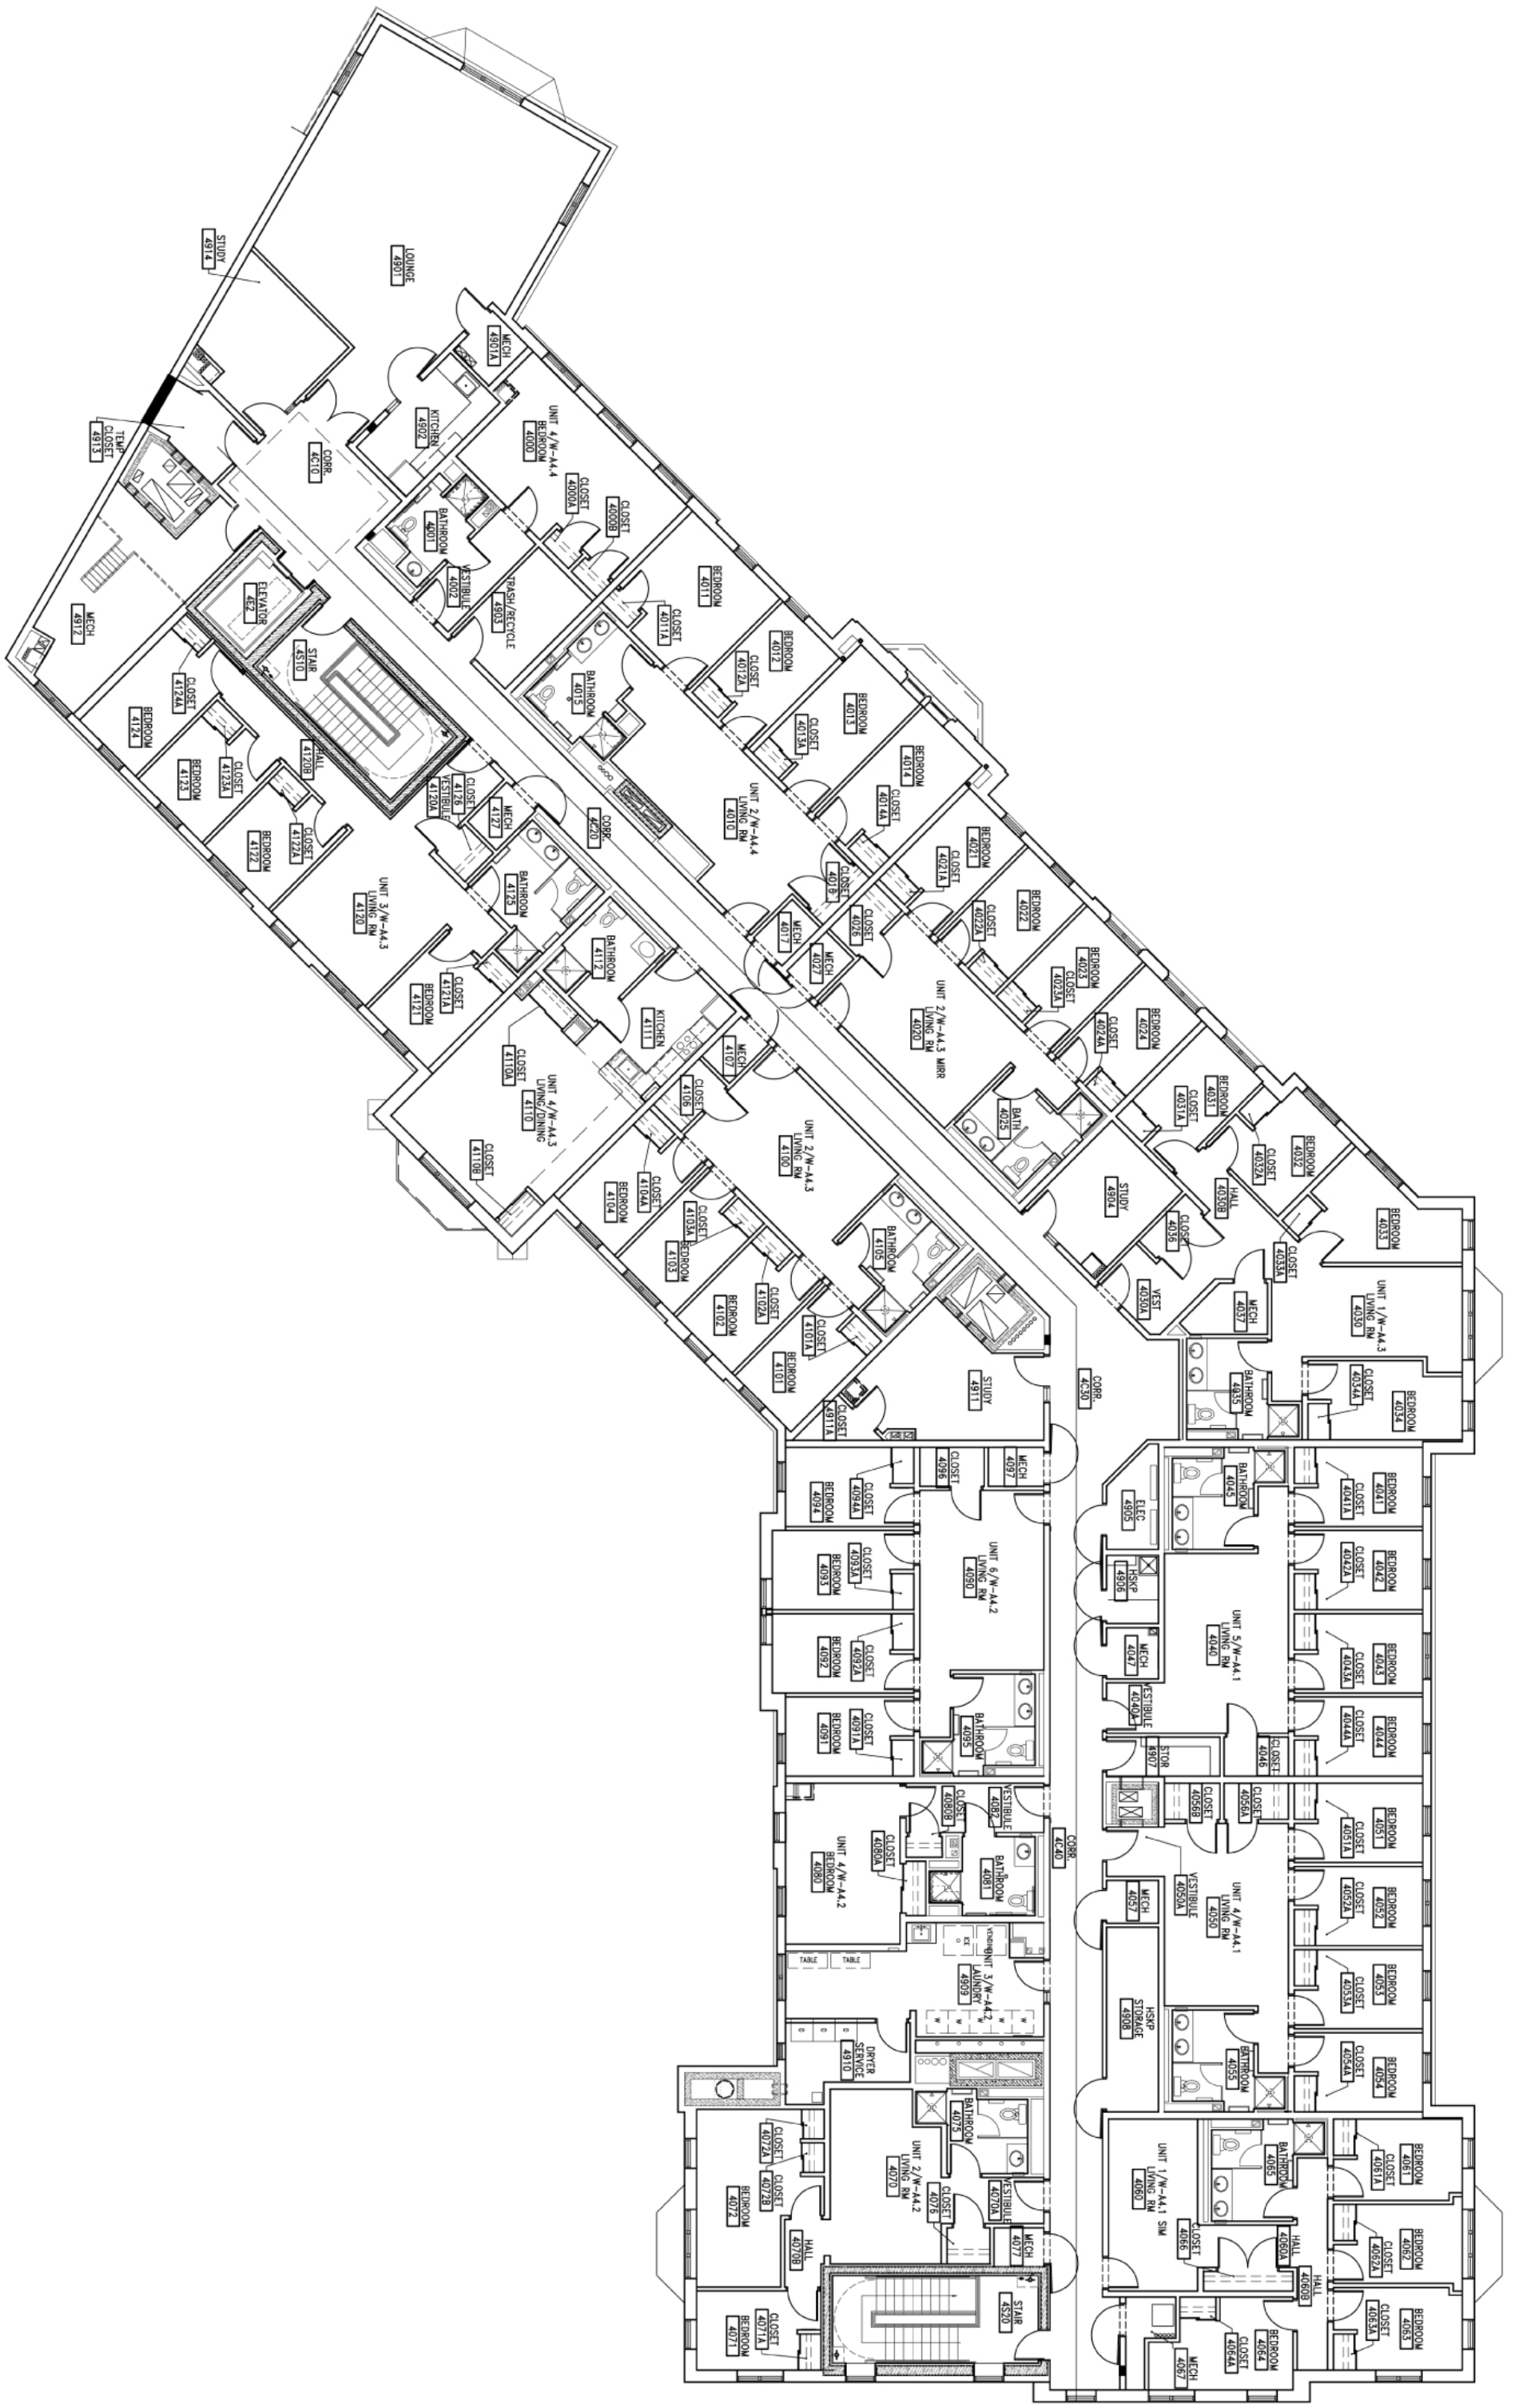 LOUNGE
4901
STUDY
4914
MECH
4901A
KITCHEN
4902
TEMP
CLOSET
4913
CORR.
4C10
UNIT 4/W-A4.4
BEDROOM
4000
CLOSET
4000A
CLOSET
4000B
BATHROOM
4001
VESTIBULE
4002
TRASH/RECYCLE
4903
ELEVATOR
4E2
MECH
4912
STAIR
4S10
CLOSET
4124A
BEDROOM
4124
CLOSET
4123A
BEDROOM
4123
HALL
4120B
CLOSET
4122A
BEDROOM
4122
BEDROOM
4011
CLOSET
4011A
BEDROOM
4012
CLOSET
4012A
BATHROOM
4015
BEDROOM
4013
CLOSET
4013A
BEDROOM
4014
CLOSET
4014A
UNIT 2/W-A4.4
LIVING RM
4010
CLOSET
4016
MECH
4017
CORR.
4C20
CLOSET
4126
VESTIBULE
4120A
MECH
4127
BATHROOM
4125
UNIT 3/W-A4.3
LIVING RM
4120
CLOSET
4121A
BEDROOM
4121
BATHROOM
4112
KITCHEN
4111
CLOSET
4110A
UNIT 4/W-A4.3
LIVING/DINING
4110
CLOSET
4110B
BEDROOM
4021
CLOSET
4021A
BEDROOM
4022
CLOSET
4022A
BEDROOM
4023
CLOSET
4023A
BEDROOM
4024
CLOSET
4024A
CLOSET
4026
MECH
4027
UNIT 2/W-A4.3 MIRR
LIVING RM
4020
BATH
4025
MECH
4107
CLOSET
4106
UNIT 2/W-A4.3
LIVING RM
4100
CLOSET
4104A
BEDROOM
4104
CLOSET
4103A
BEDROOM
4103
CLOSET
4102A
BEDROOM
4102
CLOSET
4101A
BEDROOM
4101
BATHROOM
4105
BEDROOM
4031
CLOSET
4031A
BEDROOM
4032
CLOSET
4032A
HALL
4030B
BEDROOM
4033
CLOSET
4033A
STUDY
4904
CLOSET
4036
VEST
4030A
MECH
4037
UNIT 1/W-A4.3
LIVING RM
4030
BEDROOM
4034
CLOSET
4034A
BATHROOM
4035
CORR.
4C30
STUDY
4911
CLOSET
4911A
BEDROOM
4041
CLOSET
4041A
BEDROOM
4042
CLOSET
4042A
BEDROOM
4043
CLOSET
4043A
BEDROOM
4044
CLOSET
4044A
BATHROOM
4045
UNIT 5/W-A4.1
LIVING RM
4040
ELEC
4905
HSKP
4906
MECH
4047
VESTIBULE
4040A
STOR
4907
CLOSET
4046
MECH
4097
CLOSET
4096
CLOSET
4094A
BEDROOM
4094
CLOSET
4093A
BEDROOM
4093
UNIT 6/W-A4.2
LIVING RM
4090
CLOSET
4092A
BEDROOM
4092
CLOSET
4091A
BEDROOM
4091
BATHROOM
4095
CLOSET
4056A
CLOSET
4056B
BEDROOM
4051
CLOSET
4051A
BEDROOM
4052
CLOSET
4052A
BEDROOM
4053
CLOSET
4053A
BEDROOM
4054
CLOSET
4054A
UNIT 4/W-A4.1
LIVING RM
4050
VESTIBULE
4050A
MECH
4057
HSKP
STORAGE
4908
BATHROOM
4055
CORR.
4C40
VESTIBULE
4082
CLOSET
4080B
CLOSET
4080A
BATHROOM
4081
UNIT 4/W-A4.2
BEDROOM
4080
VENDING
ICE
UNIT 3/W-A4.2
LAUNDRY
4909
TABLE
TABLE
W
W
W
W
W
DRYER
SERVICE
4910
BATHROOM
4075
UNIT 2/W-A4.2
LIVING RM
4070
VESTIBULE
4070A
CLOSET
4076
MECH
4077
CLOSET
4072A
CLOSET
4072B
BEDROOM
4072
HALL
4070B
CLOSET
4071A
BEDROOM
4071
STAIR
4S20
BEDROOM
4061
CLOSET
4061A
BEDROOM
4062
CLOSET
4062A
BEDROOM
4063
CLOSET
4063A
BATHROOM
4065
UNIT 1/W-A4.1 SIM
LIVING RM
4060
CLOSET
4066
HALL
4060A
HALL
4060B
BEDROOM
4064
CLOSET
4064A
MECH
4067